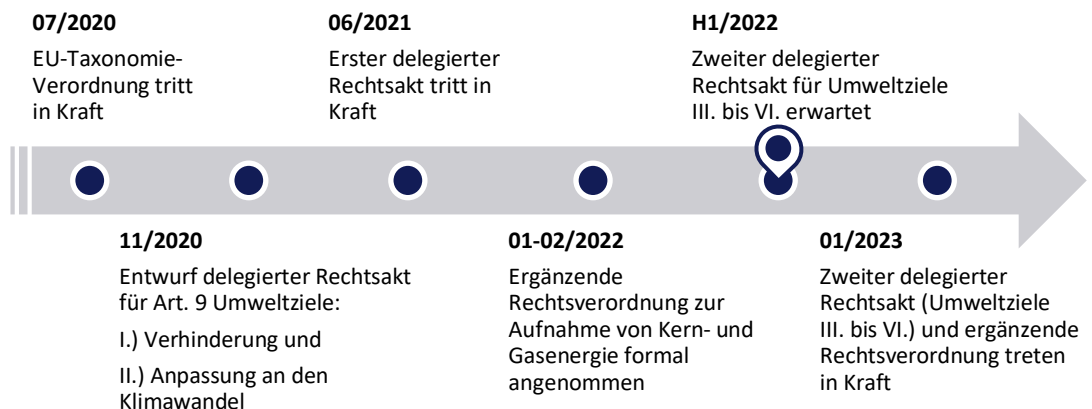 07/2020
EU-Taxonomie-
Verordnung tritt
in Kraft
06/2021
Erster delegierter
Rechtsakt tritt in
Kraft
H1/2022
Zweiter delegierter
Rechtsakt für Umweltziele
III. bis VI. erwartet
11/2020
Entwurf delegierter Rechtsakt
für Art. 9 Umweltziele:
I.) Verhinderung und
II.) Anpassung an den
Klimawandel
01-02/2022
Ergänzende
Rechtsverordnung zur
Aufnahme von Kern- und
Gasenergie formal
angenommen
01/2023
Zweiter delegierter
Rechtsakt (Umweltziele
III. bis VI.) und ergänzende
Rechtsverordnung treten
in Kraft